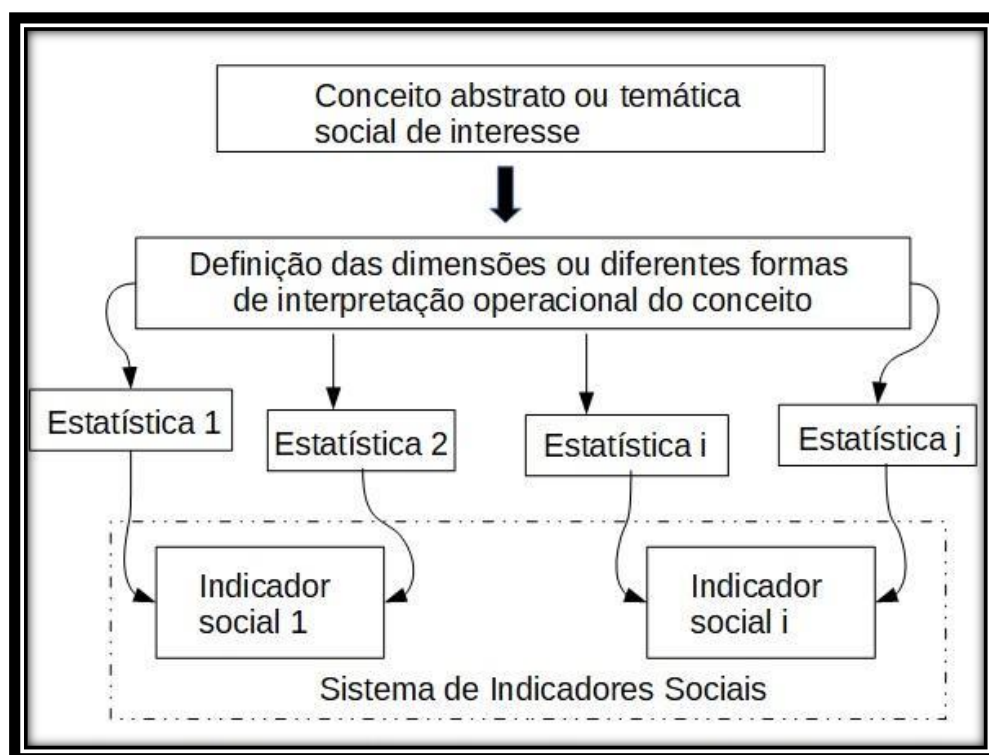 Conceito abstrato ou temática
social de interesse
Definição das dimensões ou diferentes formas
de interpretação operacional do conceito
Estatística 1
Estatística 2
Estatística i
Estatística j
Indicador
social 1
Indicador
social i
Sistema de Indicadores Sociais